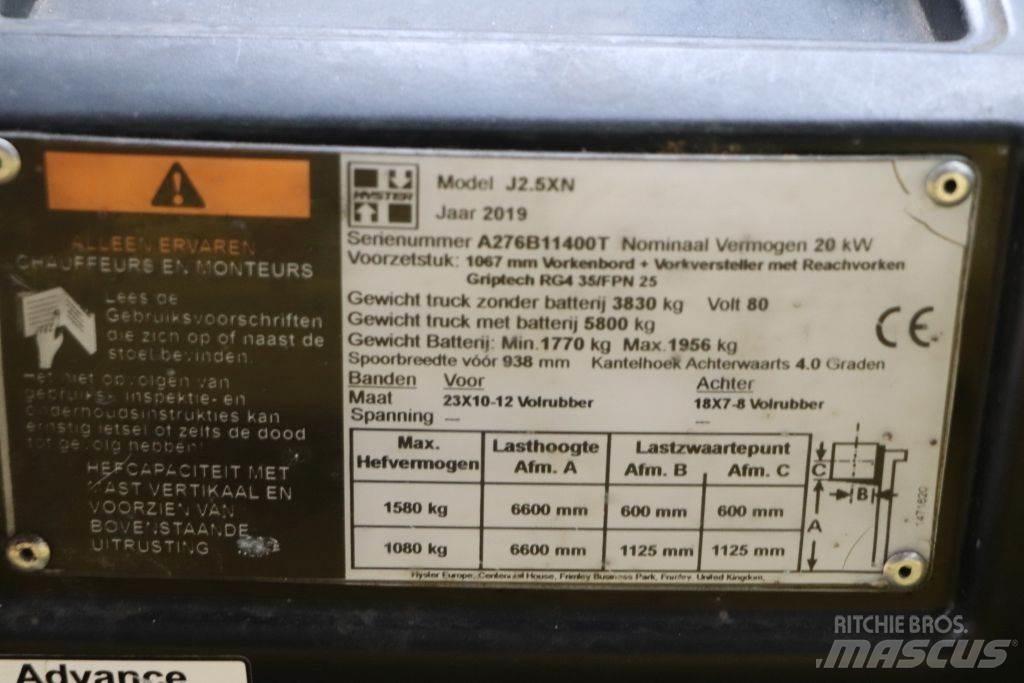 ALLEEN ERVAREN
CHAUFFEURS EN MONTEURS
Lees de
Gebruiksvoorschriften
die zich op of naast de
stoel bevinden.
Het niet opvolgen van
gebruiks-, inspektie- en
onderhoudsinstrukties kan
ernstig letsel of zelfs de dood
tot gevolg hebben
HEFCAPACITEIT MET
MAST VERTIKAAL EN
VOORZIEN VAN
BOVENSTAANDE
UITRUSTING
HYSTER
Model J2.5XN
Jaar 2019
Serienummer A276B11400T Nominaal Vermogen 20 kW
Voorzetstuk: 1067 mm Vorkenbord + Vorkversteller met Reachvorken
Griptech RG4 35/FPN 25
Gewicht truck zonder batterij 3830 kg Volt 80
Gewicht truck met batterij 5800 kg
Gewicht Batterij: Min.1770 kg Max.1956 kg
CE
Spoorbreedte vóór 938 mm Kantelhoek Achterwaarts 4.0 Graden
Banden Voor Achter
Maat 23X10-12 Volrubber 18X7-8 Volrubber
Spanning — —
Max. Hefvermogen Lasthoogte Afm. A Lastzwaartepunt
Afm. B Afm. C
1580 kg 6600 mm 600 mm 600 mm
1080 kg 6600 mm 1125 mm 1125 mm
C
B
A
1471620
Hyster Europe, Centennial House, Frimley Business Park, Frimley, United Kingdom,
Advance
RITCHIE BROS.
MASCUS